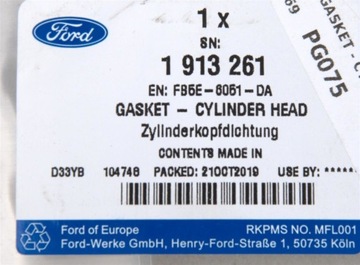 Ford
1 x
SN:
1 913 261
EN: FB5E-6051-DA
GASKET - CYLINDER HEAD
Zylinderkopfdichtung
CONTENTS MADE IN
D33YB 104746 PACKED: 21OCT2019 USE BY: *****
Ford of Europe RKPMS NO. MFL001
Ford-Werke GmbH, Henry-Ford-Straße 1, 50735 Köln
GASKET - CY
PG075
69